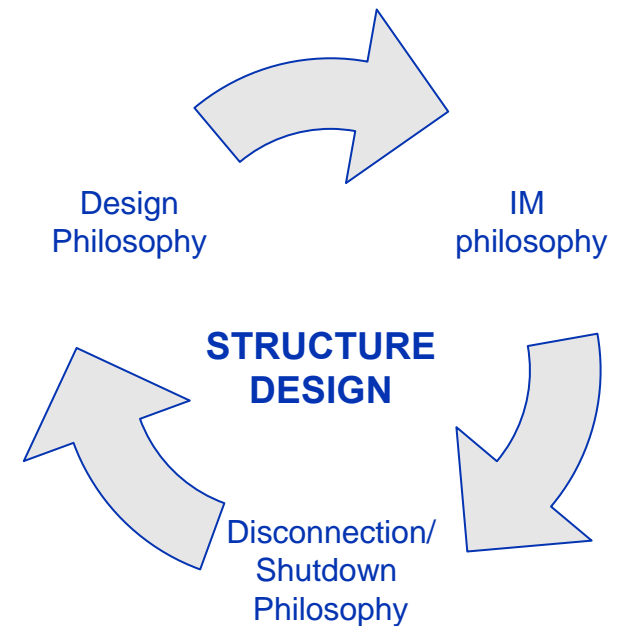 Design
Philosophy
IM
philosophy
STRUCTURE
DESIGN
Disconnection/
Shutdown
Philosophy